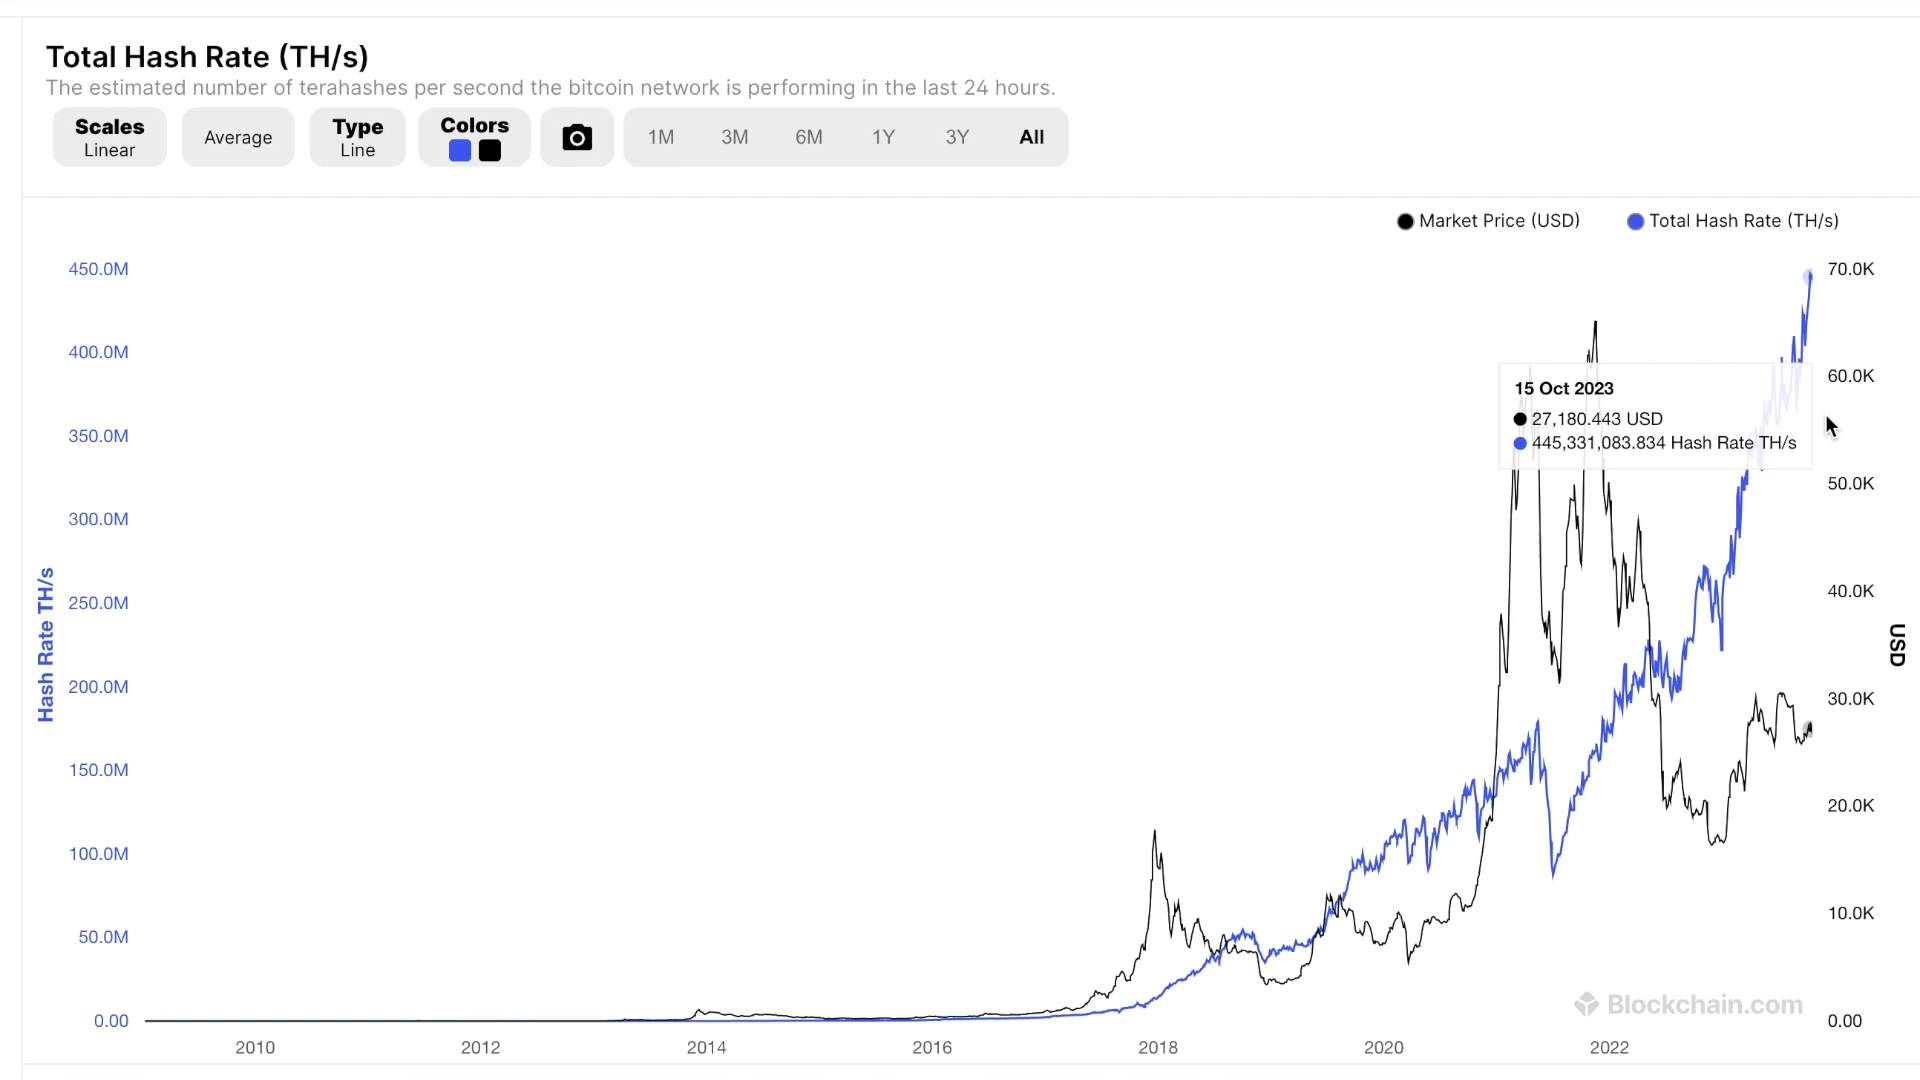 Total Hash Rate (TH/s)
The estimated number of terahashes per second the bitcoin network is performing in the last 24 hours.
Scales
Linear
Average
Type
Line
Colors
1M 3M 6M 1Y 3Y All
Market Price (USD) Total Hash Rate (TH/s)
450.0M
400.0M
350.0M
300.0M
250.0M
200.0M
150.0M
100.0M
50.0M
0.00
Hash Rate TH/s
15 Oct 2023
27,180.443 USD
445,331,083.834 Hash Rate TH/s
70.0K
60.0K
50.0K
40.0K
30.0K
20.0K
10.0K
0.00
USD
Blockchain.com
2010 2012 2014 2016 2018 2020 2022